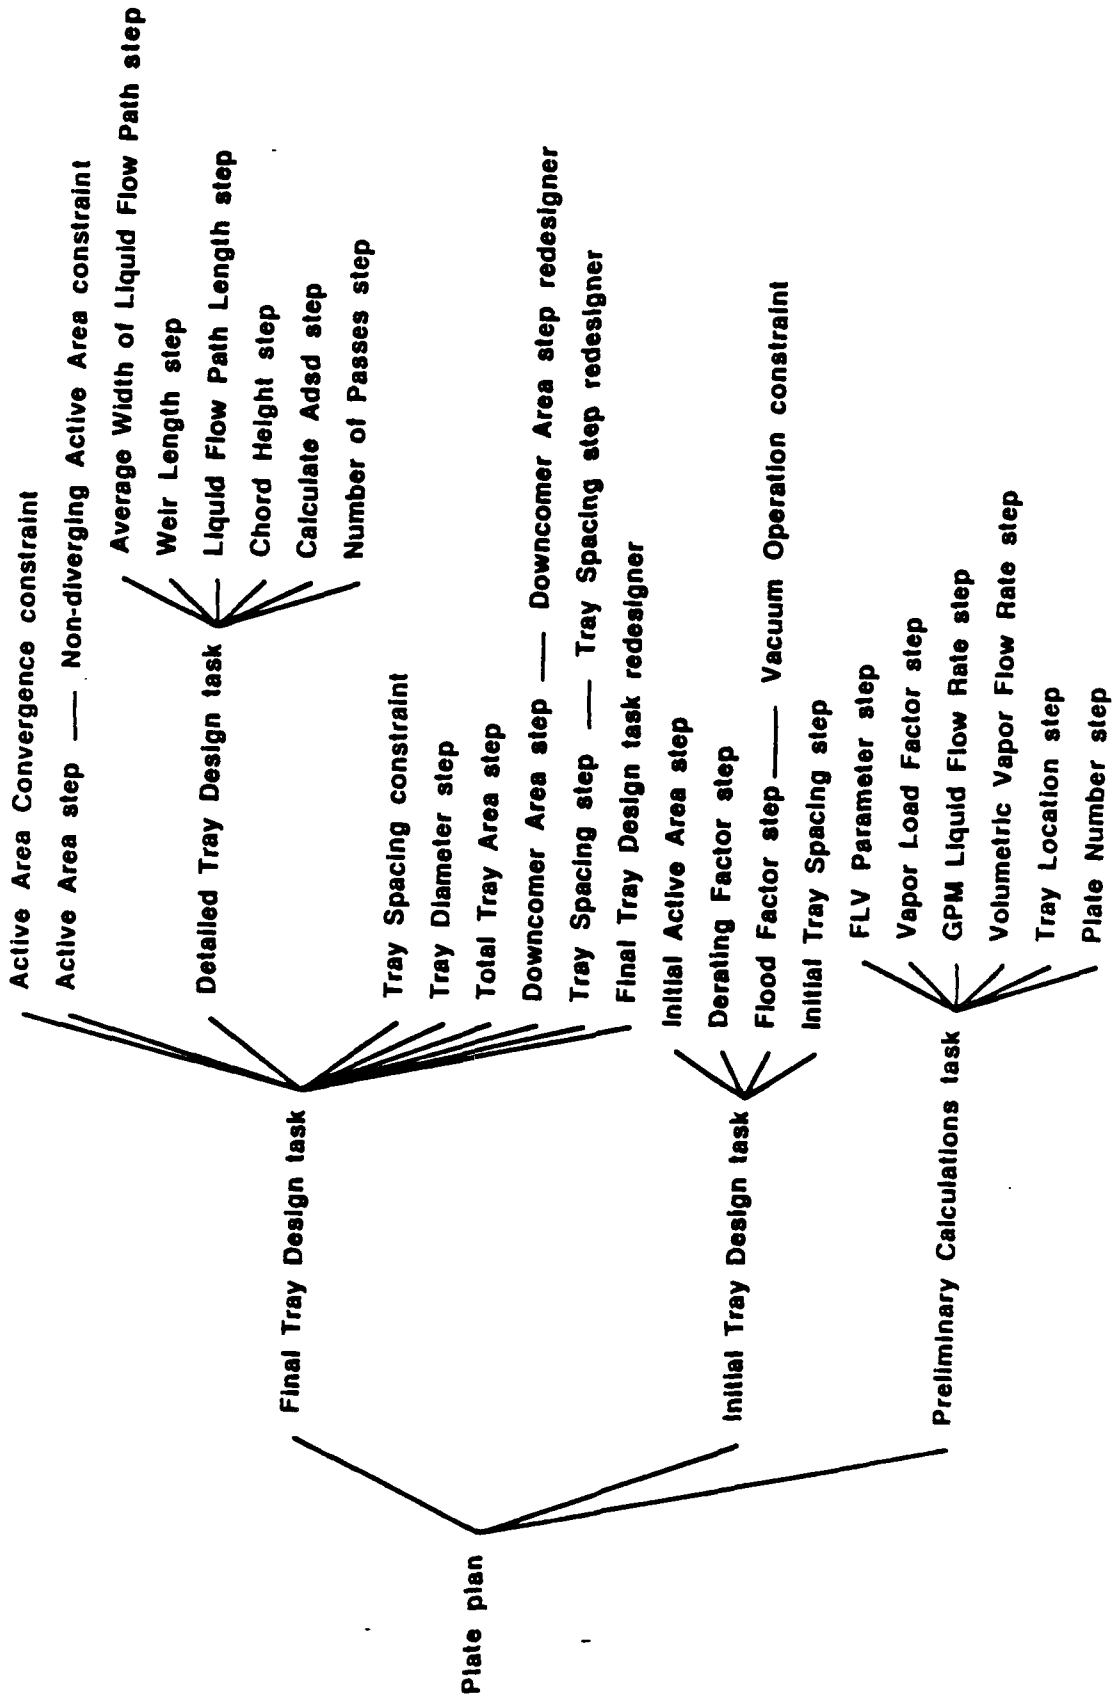 Plate plan
Final Tray Design task
Active Area Convergence constraint
Active Area step — Non-diverging Active Area constraint
Detailed Tray Design task
Average Width of Liquid Flow Path step
Weir Length step
Liquid Flow Path Length step
Chord Height step
Calculate Adsd step
Number of Passes step
Tray Spacing constraint
Tray Diameter step
Total Tray Area step
Downcomer Area step — Downcomer Area step redesigner
Tray Spacing step — Tray Spacing step redesigner
Final Tray Design task redesigner
Initial Tray Design task
Initial Active Area step
Derating Factor step
Flood Factor step — Vacuum Operation constraint
Initial Tray Spacing step
Preliminary Calculations task
FLV Parameter step
Vapor Load Factor step
GPM Liquid Flow Rate step
Volumetric Vapor Flow Rate step
Tray Location step
Plate Number step